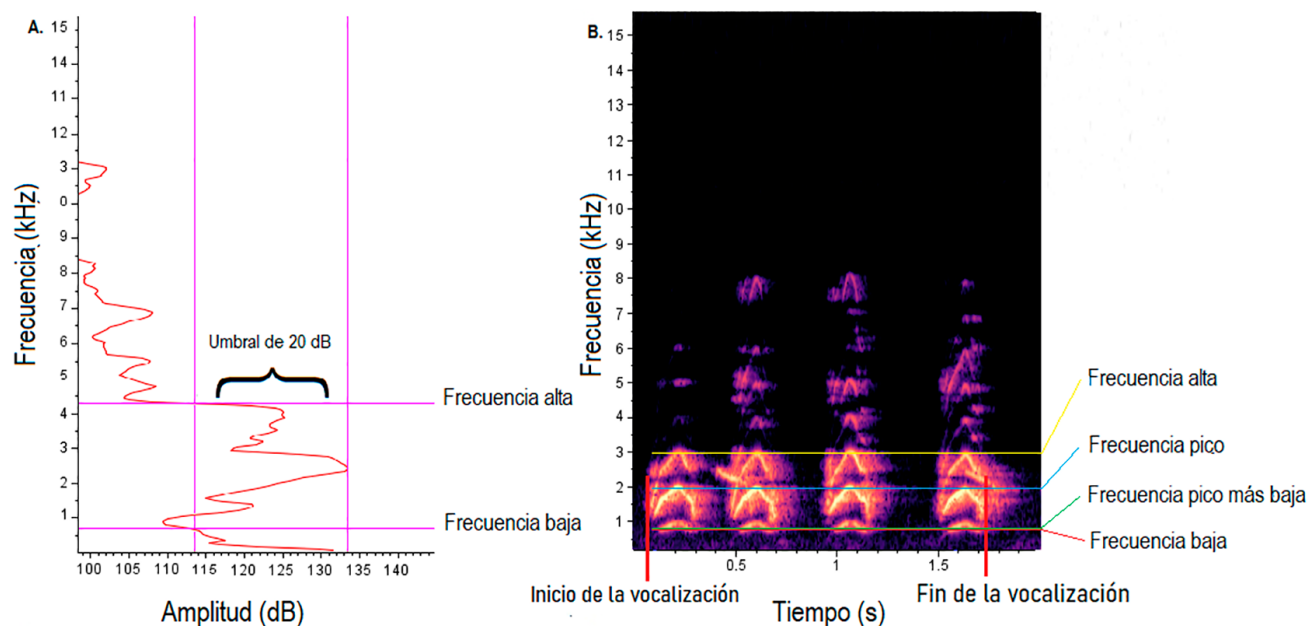 A.
15
14
11
12
3
0
9
8
7
6
5
4
3
2
1
Frecuencia (kHz)
Umbral de 20 dB
Frecuencia alta
Frecuencia baja
100 105 110 115 120 125 130 135 140
Amplitud (dB)
B.
15
14
13
12
11
10
9
8
7
6
5
4
3
2
1
Frecuencia (kHz)
Frecuencia alta
Frecuencia pico
Frecuencia pico más baja
Frecuencia baja
0.5 1 1.5
Inicio de la vocalización
Tiempo (s)
Fin de la vocalización